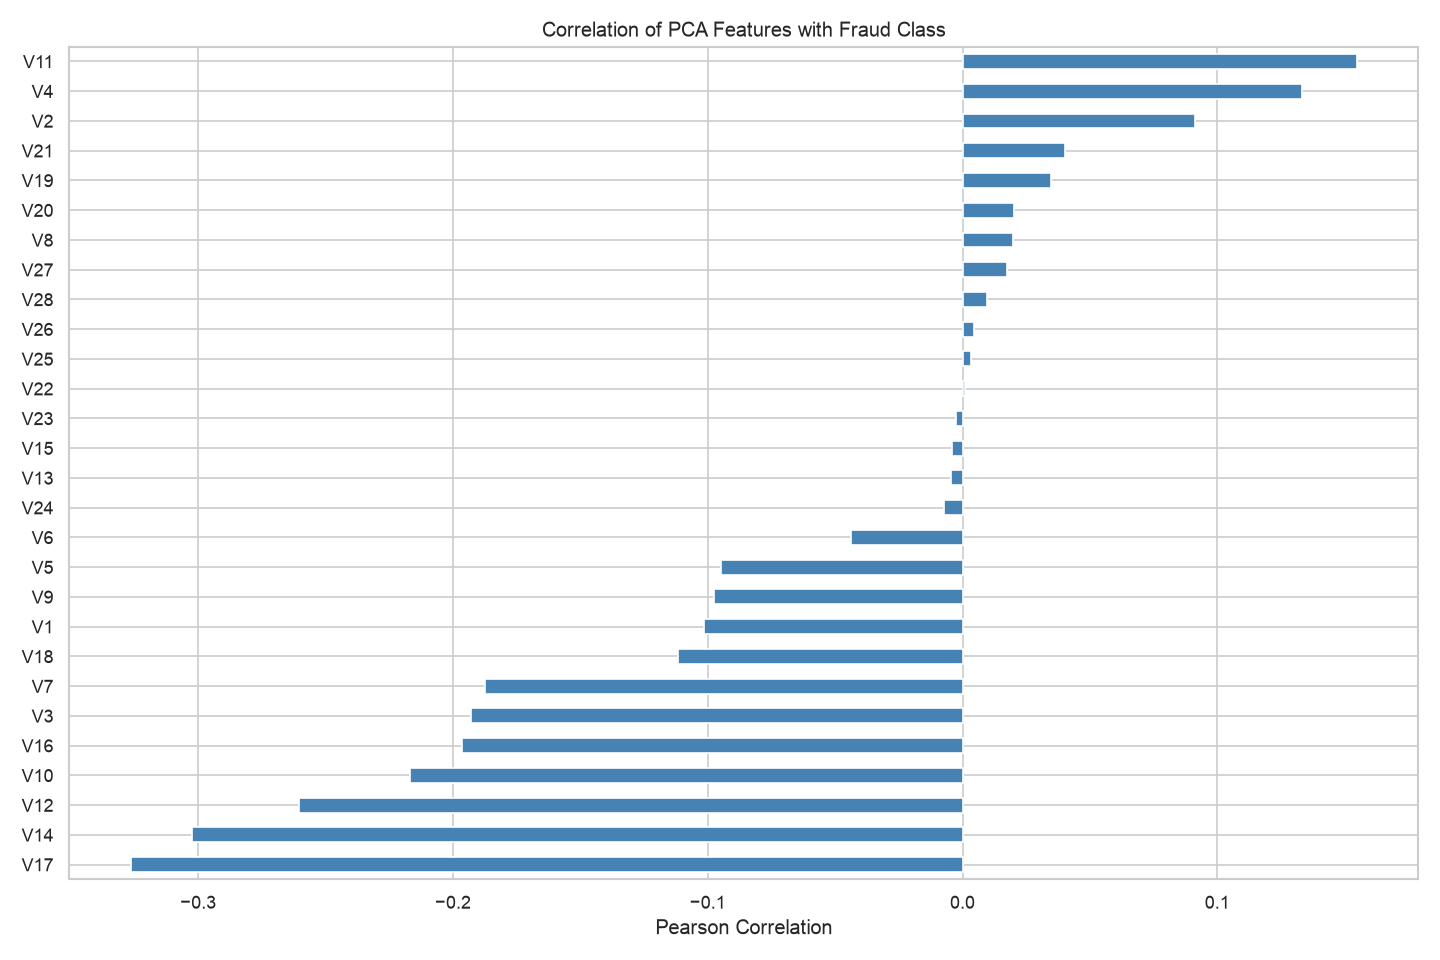 Correlation of PCA Features with Fraud Class
V11
V4
V2
V21
V19
V20
V8
V27
V28
V26
V25
V22
V23
V15
V13
V24
V6
V5
V9
V1
V18
V7
V3
V16
V10
V12
V14
V17
−0.3 −0.2 −0.1 0.0 0.1
Pearson Correlation